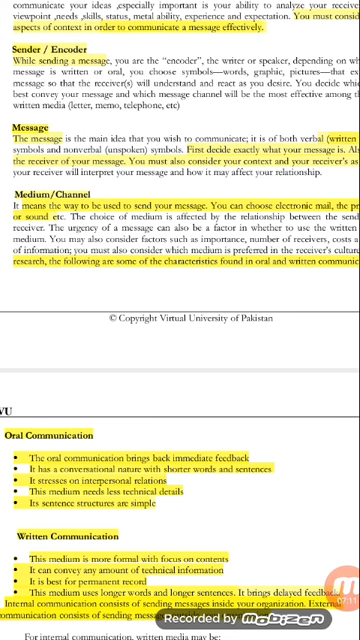 communicate your ideas ,especially important is your ability to analyze your receive
viewpoint ,needs ,skills, status, metal ability, experience and expectation. You must consid
aspects of context in order to communicate a message effectively.
Sender / Encoder
While sending a message, you are the “encoder”, the writer or speaker, depending on wh
message is written or oral, you choose symbols—words, graphic, pictures—that ex
message so that the receiver(s) will understand and react as you desire. You decide whi
best convey your message and which message channel will be the most effective among th
written media (letter, memo, telephone, etc)
Message
The message is the main idea that you wish to communicate; it is of both verbal (written
symbols and nonverbal (unspoken) symbols. First decide exactly what your message is. Als
the receiver of your message. You must also consider your context and your receiver’s as
your receiver will interpret your message and how it may affect your relationship.
Medium/Channel
It means the way to be used to send your message. You can choose electronic mail, the pr
or sound etc. The choice of medium is affected by the relationship between the send
receiver. The urgency of a message can also be a factor in whether to use the written
medium. You may also consider factors such as importance, number of receivers, costs a
of information; you must also consider which medium is preferred in the receiver’s cultur
research, the following are some of the characteristics found in oral and written communic
© Copyright Virtual University of Pakistan
VU
Oral Communication
• The oral communication brings back immediate feedback
• It has a conversational nature with shorter words and sentences
• It stresses on interpersonal relations
• This medium needs less technical details
• Its sentence structures are simple
Written Communication
• This medium is more formal with focus on contents
• It can convey any amount of technical information
• It is best for permanent record
• This medium uses longer words and longer sentences. It brings delayed feedba
Internal communication consists of sending messages inside your organization. Extern
ommunication consists of sending messag
For internal communication, written media may be:
07:11
Recorded by mobizen